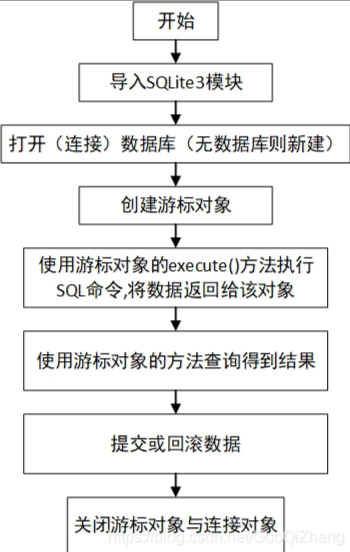 开始
导入SQLite3模块
打开（连接）数据库（无数据库则新建）
创建游标对象
使用游标对象的execute()方法执行
SQL命令,将数据返回给该对象
使用游标对象的方法查询得到结果
提交或回滚数据
关闭游标对象与连接对象
https://blog.csdn.net/GuoQiZhang